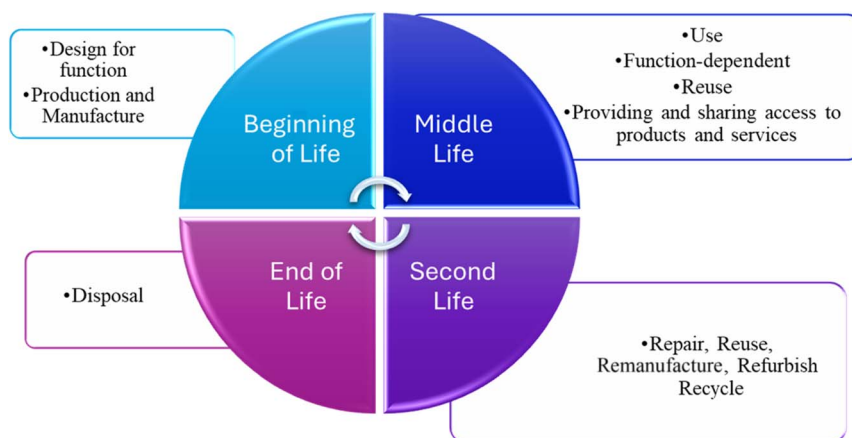 •Design for
function
•Production and
Manufacture
Beginning
of Life
Middle
Life
•Use
•Function-dependent
•Reuse
•Providing and sharing access to
products and services
•Disposal
End of
Life
Second
Life
•Repair, Reuse,
Remanufacture, Refurbish
Recycle